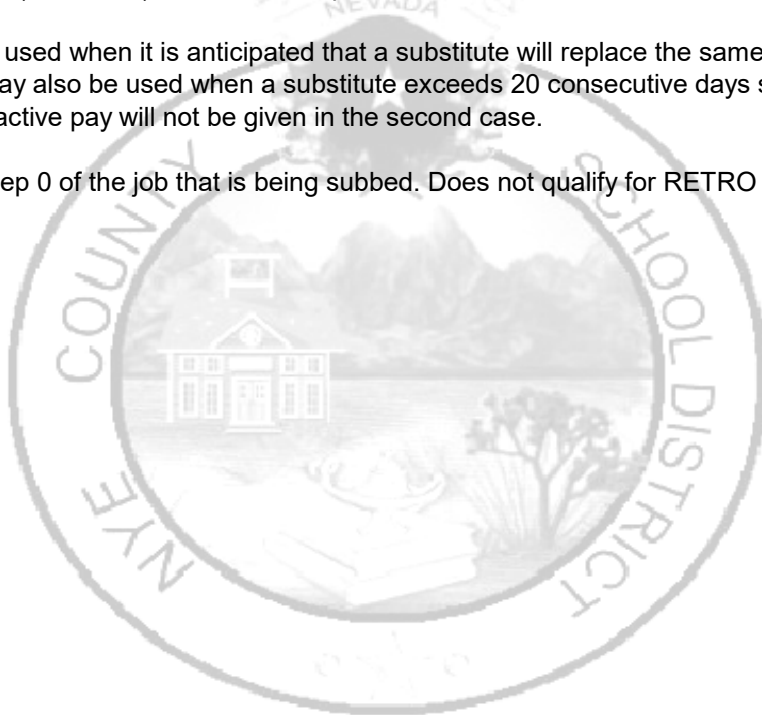 NEVADA
used when it is anticipated that a substitute will replace the same
ay also be used when a substitute exceeds 20 consecutive days s
active pay will not be given in the second case.
ep 0 of the job that is being subbed. Does not qualify for RETRO
NYE COUNTY SCHOOL DISTRICT